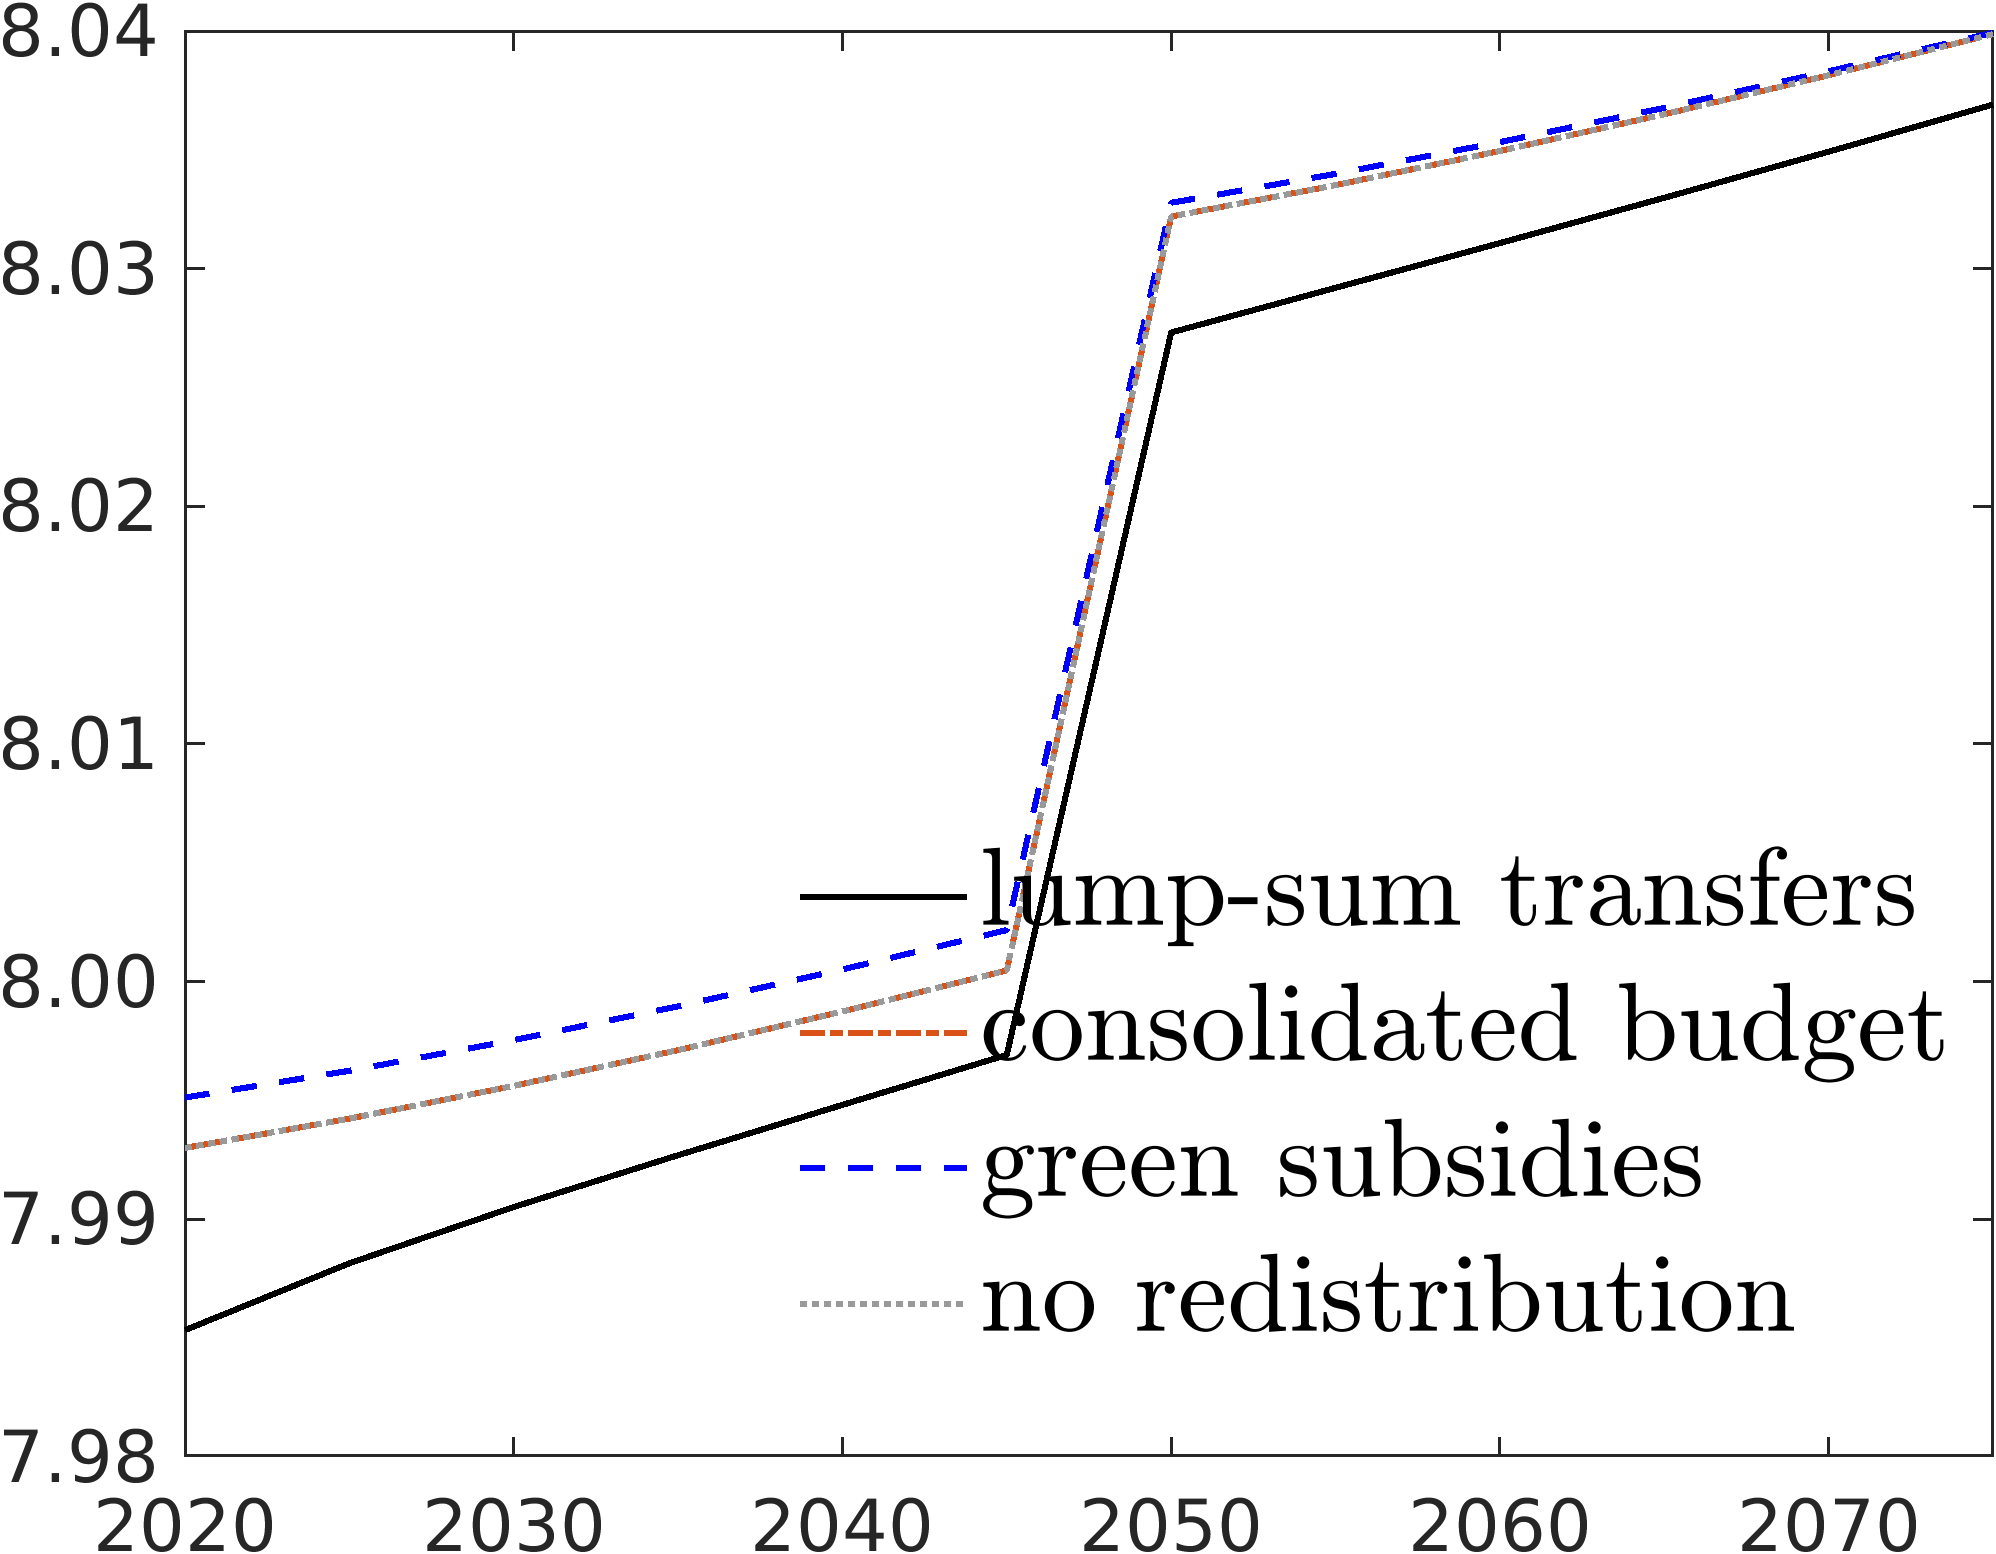 8.04
8.03
8.02
8.01
8.00
7.99
7.98
2020 2030 2040 2050 2060 2070
lump-sum transfers
consolidated budget
green subsidies
no redistribution